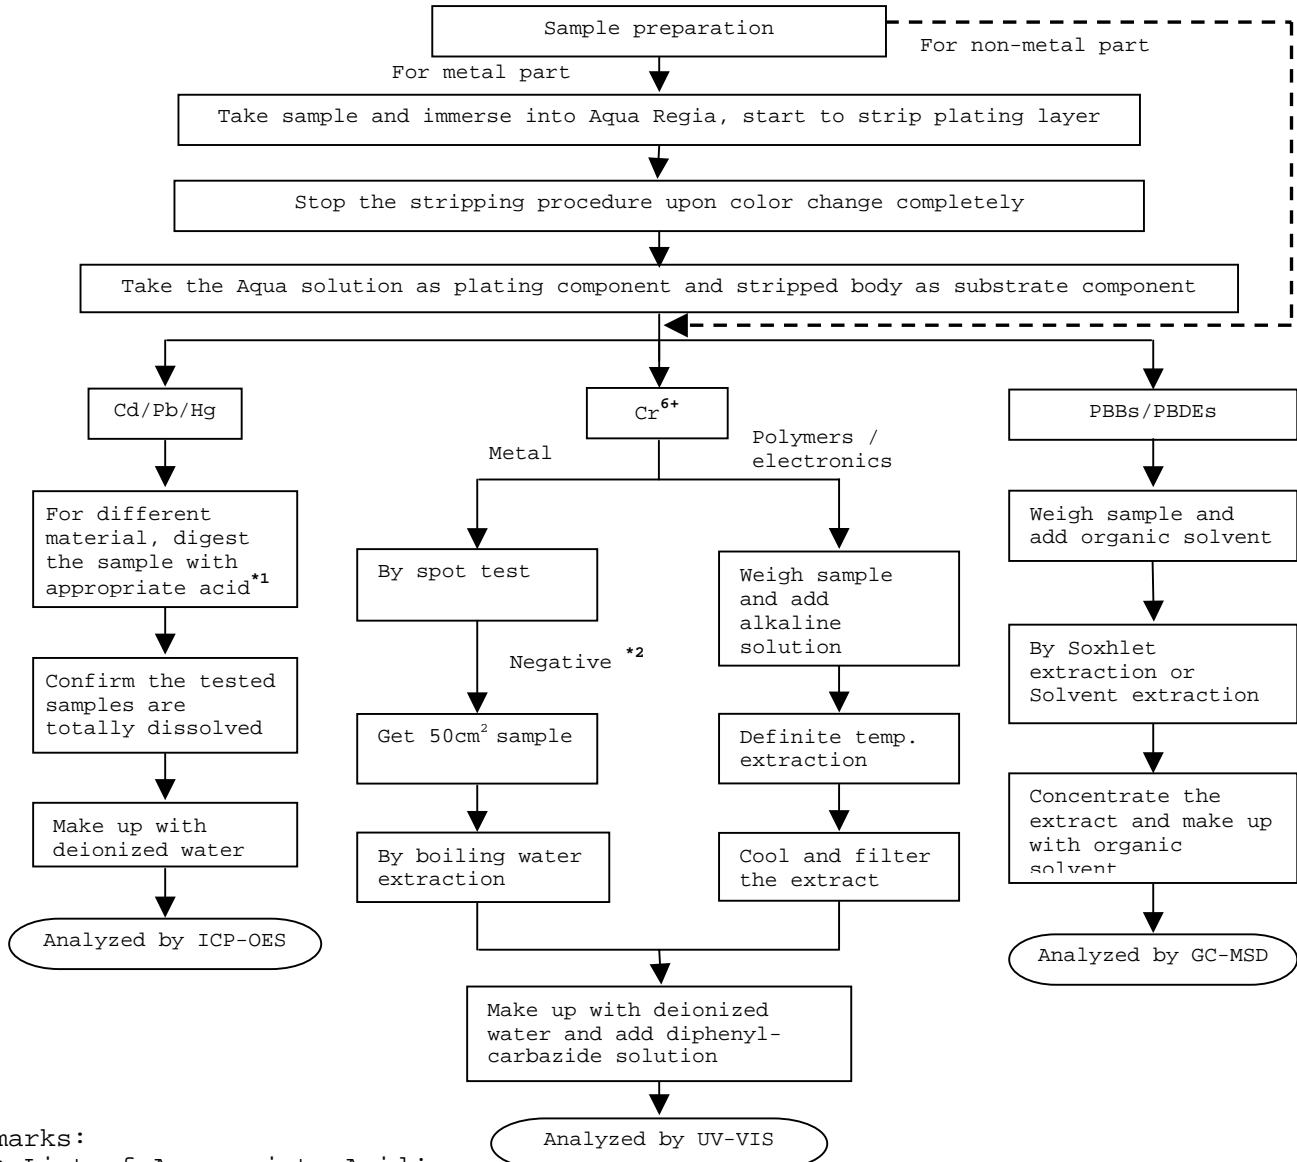 Sample preparation
For non-metal part
For metal part
Take sample and immerse into Aqua Regia, start to strip plating layer
Stop the stripping procedure upon color change completely
Take the Aqua solution as plating component and stripped body as substrate component
Cd/Pb/Hg
For different
material, digest
the sample with
appropriate acid*1
Confirm the tested
samples are
totally dissolved
Make up with
deionized water
Analyzed by ICP-OES
Cr6+
Metal
Polymers /
electronics
By spot test
Negative *2
Get 50cm2 sample
By boiling water
extraction
Weigh sample
and add
alkaline
solution
Definite temp.
extraction
Cool and filter
the extract
Make up with deionized
water and add diphenyl-
carbazide solution
Analyzed by UV-VIS
PBBs/PBDEs
Weigh sample and
add organic solvent
By Soxhlet
extraction or
Solvent extraction
Concentrate the
extract and make up
with organic
solvent
Analyzed by GC-MSD
marks:
List of Appropriate Acid: